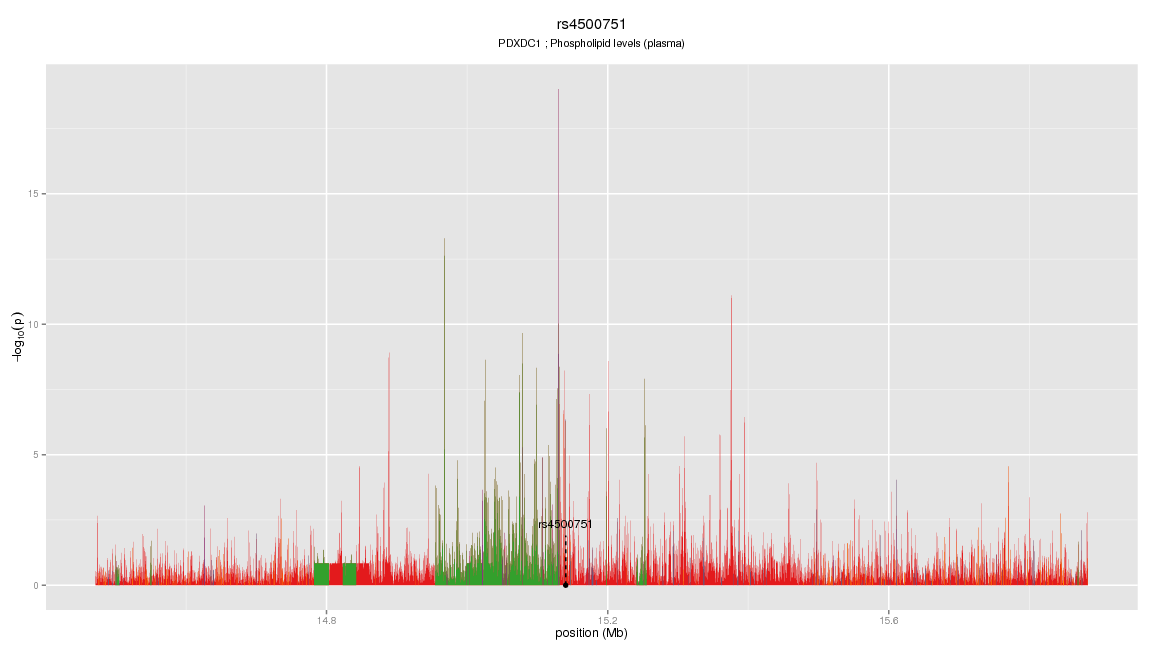 rs4500751
PDXDC1 ; Phospholipid levels (plasma)
-log10(p)
15
10
5
0
rs4500751
14.8
15.2
15.6
position (Mb)